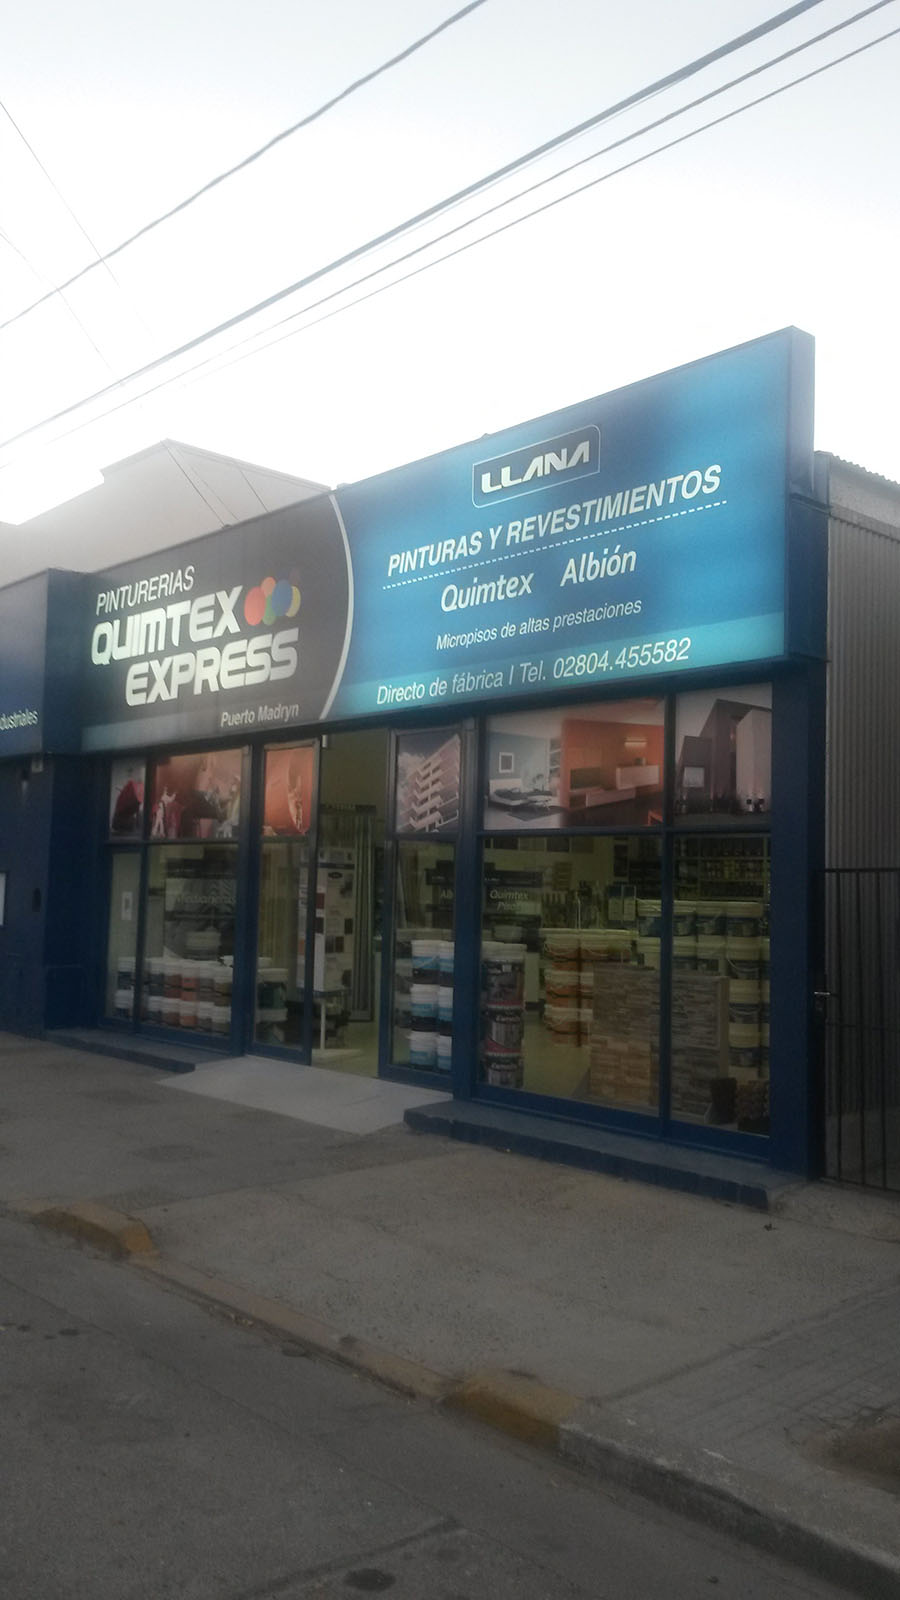 PINTURERIAS
QUIMTEX
EXPRESS
Puerto Madryn
LLANA
PINTURAS Y REVESTIMIENTOS
Quimtex Albión
Micropisos de altas prestaciones
Directo de fábrica | Tel. 02804.455582
dustriales
Quimtex